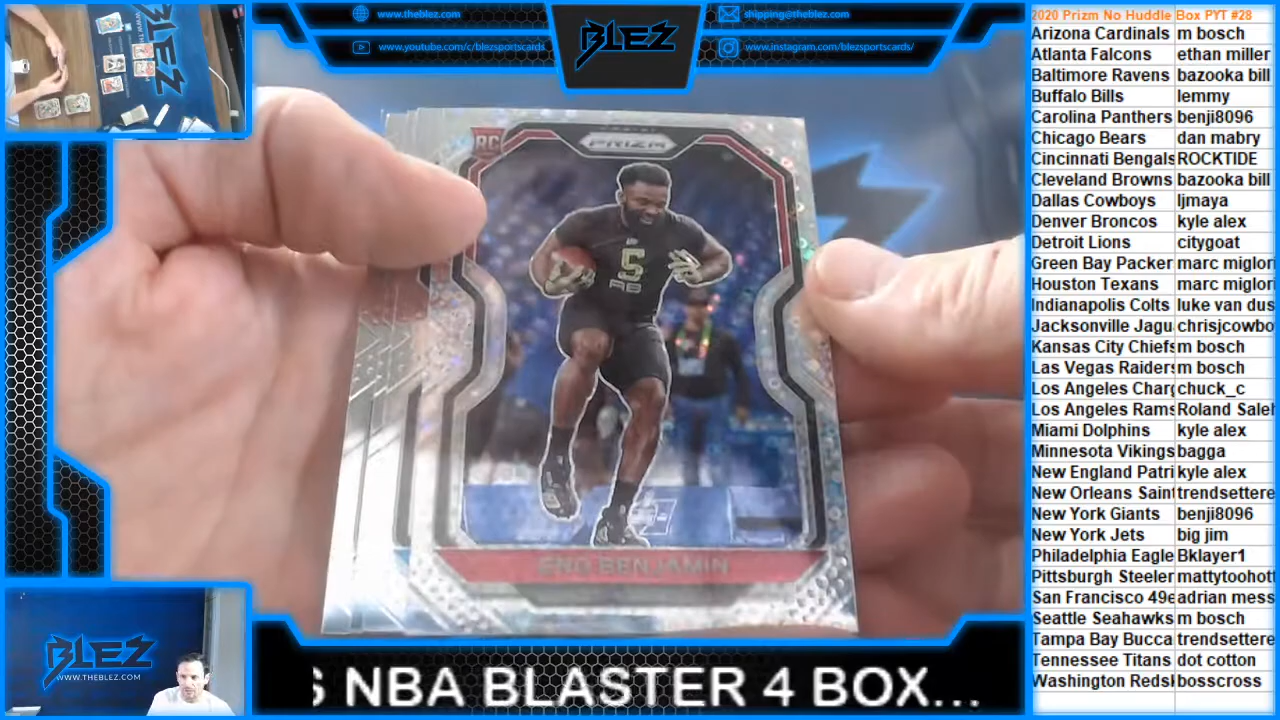 www.theblez.com
shipping@theblez.com
www.youtube.com/c/blezsportscards
www.instagram.com/blezsportscards/
BLEZ
RC
PRIZM
5
RB
ENO BENJAMIN
BLEZ
BLEZ
WWW.THEBLEZ.COM
S NBA BLASTER 4 BOX...
2020 Prizm No Huddle Box PYT #28
Arizona Cardinals m bosch
Atlanta Falcons ethan miller
Baltimore Ravens bazooka bill
Buffalo Bills lemmy
Carolina Panthers benji8096
Chicago Bears dan mabry
Cincinnati Bengals ROCKTIDE
Cleveland Browns bazooka bill
Dallas Cowboys ljmaya
Denver Broncos kyle alex
Detroit Lions citygoat
Green Bay Packer marc miglori
Houston Texans marc miglori
Indianapolis Colts luke van dus
Jacksonville Jagu chrisjcowbo
Kansas City Chiefs m bosch
Las Vegas Raiders m bosch
Los Angeles Charg chuck_c
Los Angeles Rams Roland Saleh
Miami Dolphins kyle alex
Minnesota Vikings bagga
New England Patri kyle alex
New Orleans Saint trendsettere
New York Giants benji8096
New York Jets big jim
Philadelphia Eagle Bklayer1
Pittsburgh Steeler mattytoohott
San Francisco 49e adrian mess
Seattle Seahawks m bosch
Tampa Bay Bucca trendsettere
Tennessee Titans dot cotton
Washington Redsk bosscross